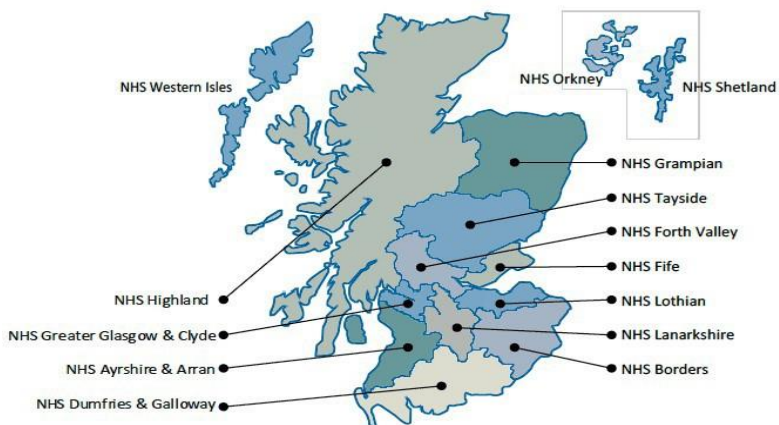 NHS Western Isles
NHS Orkney
NHS Shetland
NHS Grampian
NHS Tayside
NHS Forth Valley
NHS Fife
NHS Highland
NHS Lothian
NHS Greater Glasgow & Clyde
NHS Lanarkshire
NHS Ayrshire & Arran
NHS Borders
NHS Dumfries & Galloway